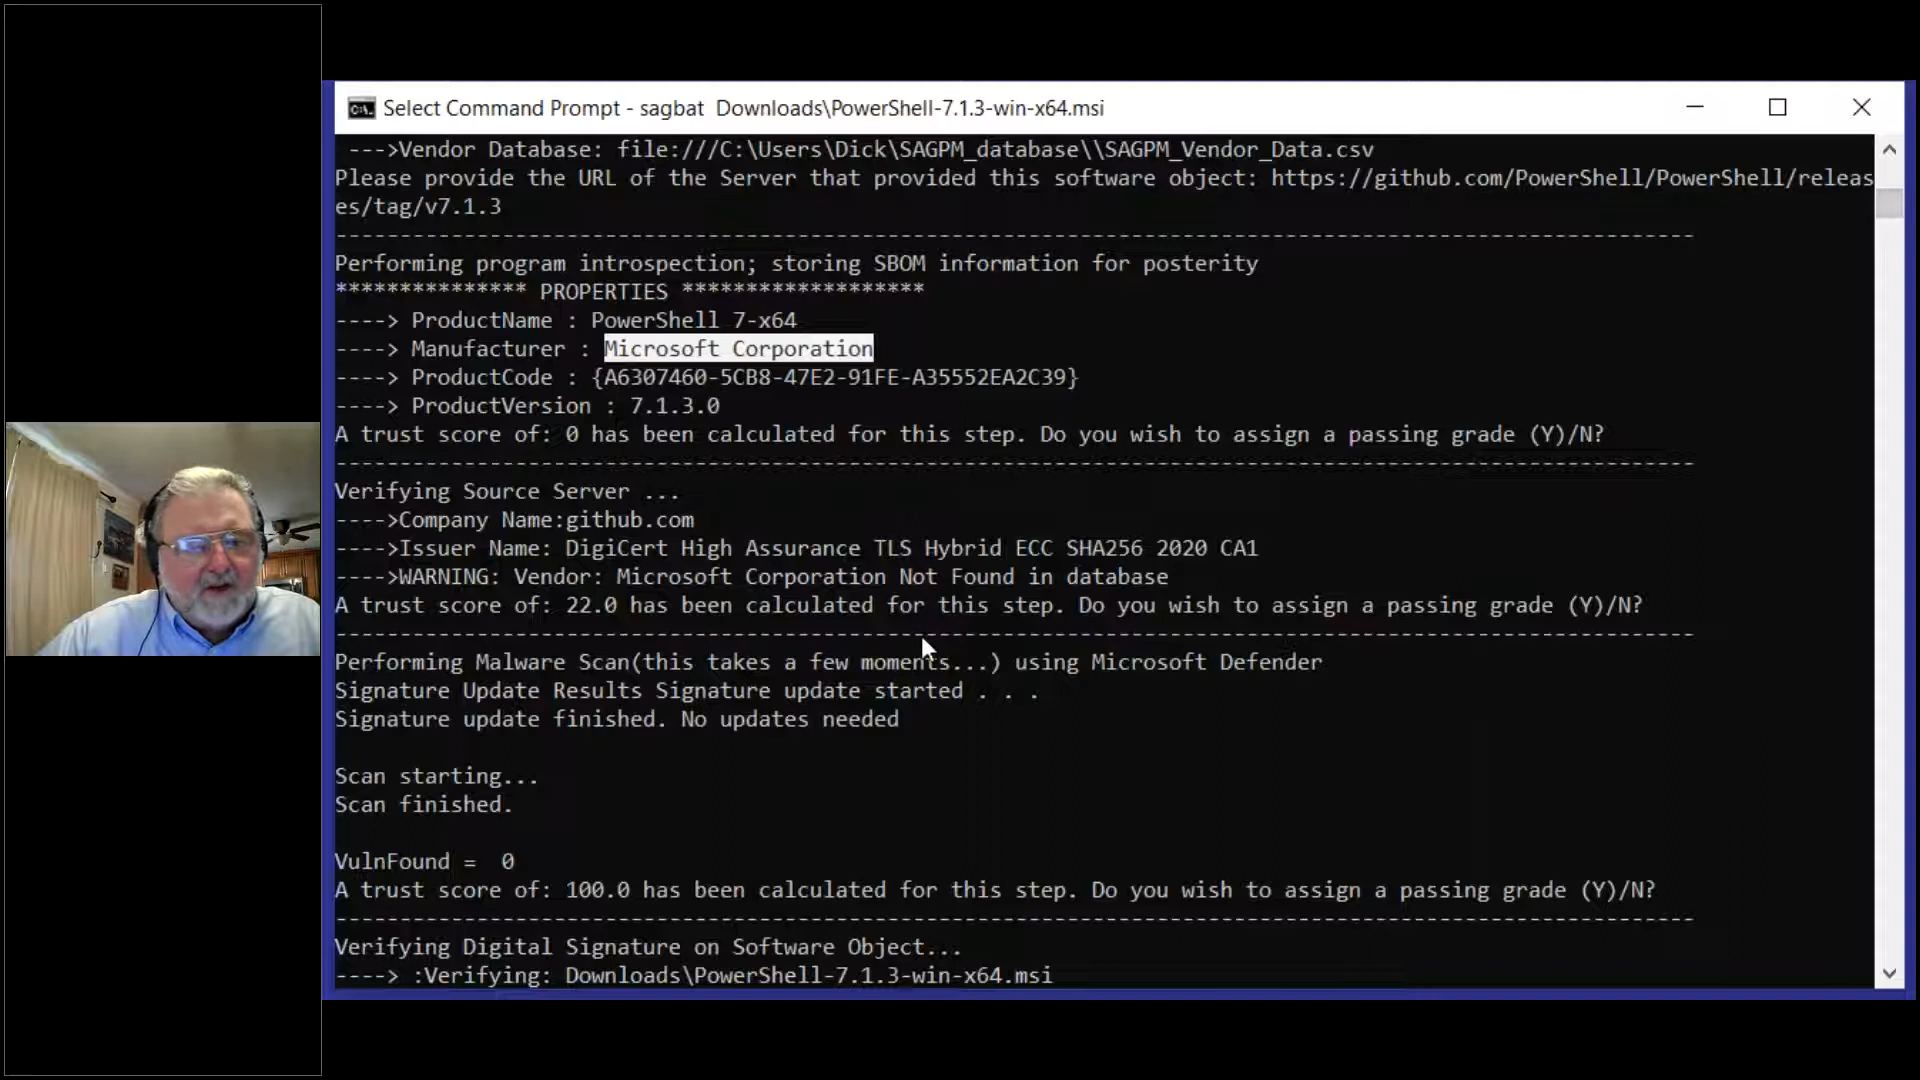 Select Command Prompt - sagbat  Downloads\PowerShell-7.1.3-win-x64.msi
--->Vendor Database: file:///C:\Users\Dick\SAGPM_database\\SAGPM_Vendor_Data.csv
Please provide the URL of the Server that provided this software object: https://github.com/PowerShell/PowerShell/releas
es/tag/v7.1.3
----------------------------------------------------------------------------------------------------------
Performing program introspection; storing SBOM information for posterity
*************** PROPERTIES *******************
----> ProductName : PowerShell 7-x64
----> Manufacturer : Microsoft Corporation
----> ProductCode : {A6307460-5CB8-47E2-91FE-A35552EA2C39}
----> ProductVersion : 7.1.3.0
A trust score of: 0 has been calculated for this step. Do you wish to assign a passing grade (Y)/N?
----------------------------------------------------------------------------------------------------------
Verifying Source Server ...
---->Company Name:github.com
---->Issuer Name: DigiCert High Assurance TLS Hybrid ECC SHA256 2020 CA1
---->WARNING: Vendor: Microsoft Corporation Not Found in database
A trust score of: 22.0 has been calculated for this step. Do you wish to assign a passing grade (Y)/N?
----------------------------------------------------------------------------------------------------------
Performing Malware Scan(this takes a few moments...) using Microsoft Defender
Signature Update Results Signature update started . . .
Signature update finished. No updates needed
Scan starting...
Scan finished.
VulnFound =  0
A trust score of: 100.0 has been calculated for this step. Do you wish to assign a passing grade (Y)/N?
----------------------------------------------------------------------------------------------------------
Verifying Digital Signature on Software Object...
----> :Verifying: Downloads\PowerShell-7.1.3-win-x64.msi